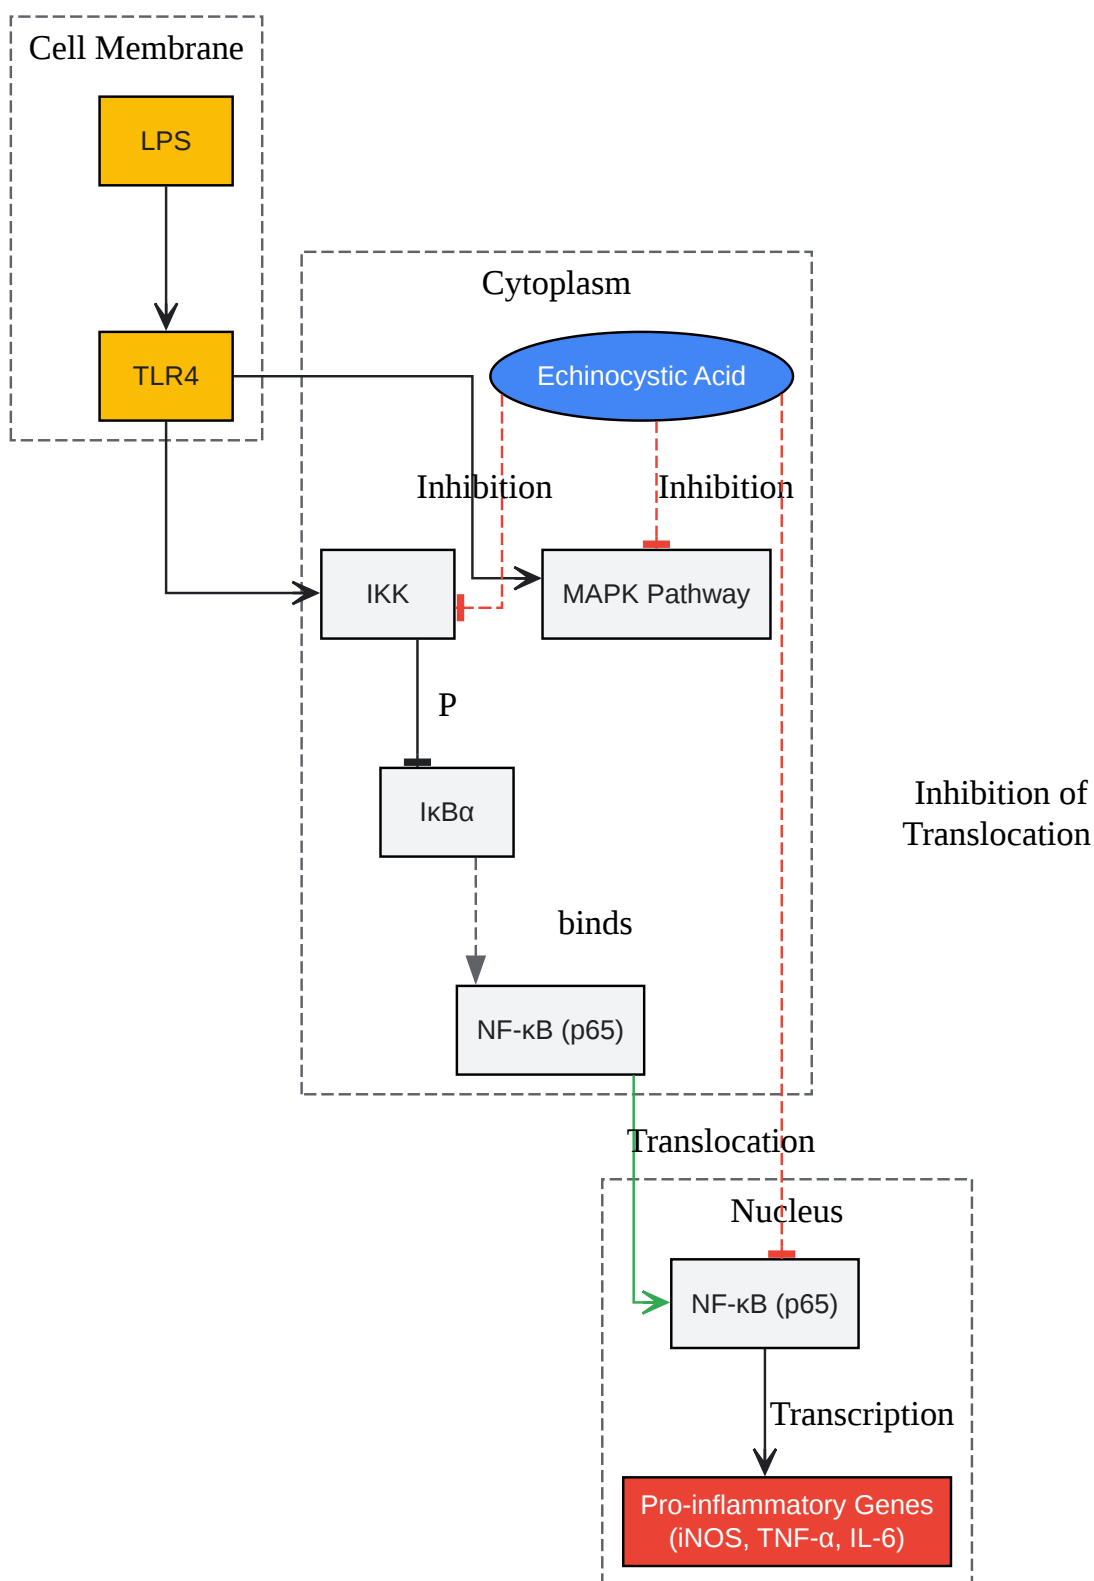 Cell Membrane
LPS
TLR4
Cytoplasm
Echinocystic Acid
Inhibition
Inhibition
IKK
MAPK Pathway
P
IκBα
Inhibition of
Translocation
binds
NF-κB (p65)
Translocation
Nucleus
NF-κB (p65)
Transcription
Pro-inflammatory Genes
(iNOS, TNF-α, IL-6)